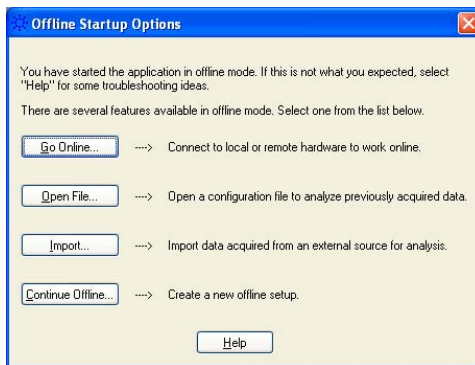 Offline Startup Options
You have started the application in offline mode. If this is not what you expected, select
"Help" for some troubleshooting ideas.
There are several features available in offline mode. Select one from the list below.
Go Online... ----> Connect to local or remote hardware to work online.
Open File... ----> Open a configuration file to analyze previously acquired data.
Import... ----> Import data acquired from an external source for analysis.
Continue Offline... ----> Create a new offline setup.
Help